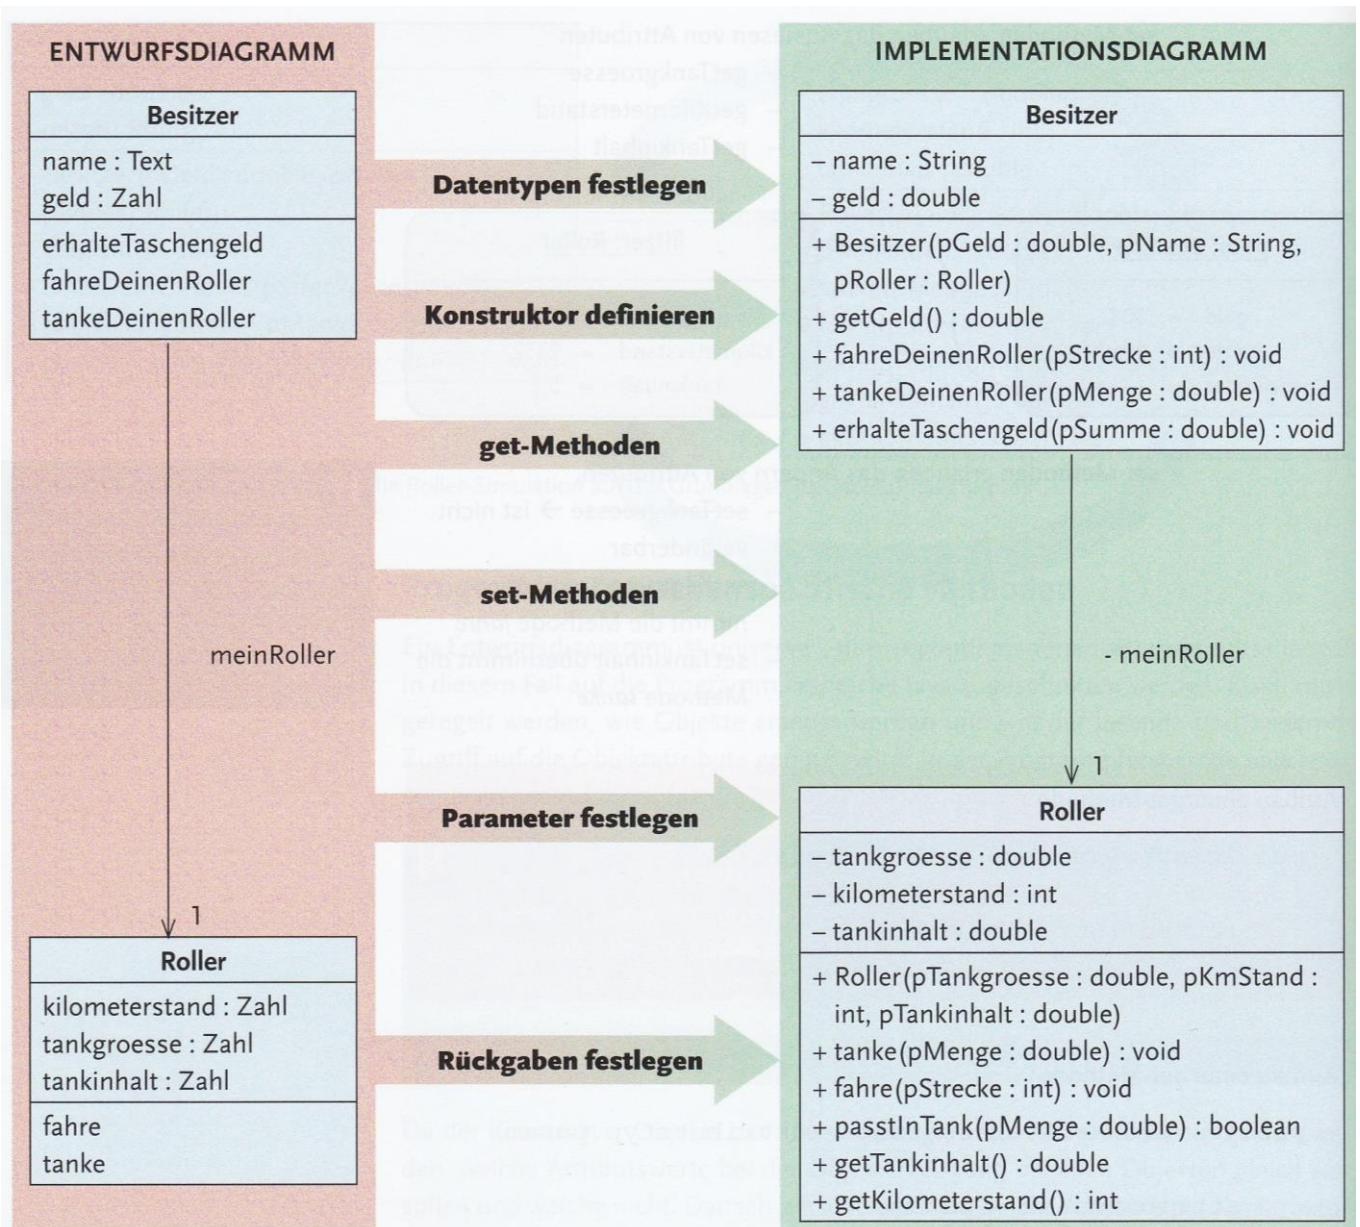 ENTWURFSDIAGRAMM
Besitzer
name : Text
geld : Zahl
erhalteTaschengeld
fahreDeinenRoller
tankeDeinenRoller
meinRoller
1
Roller
kilometerstand : Zahl
tankgroesse : Zahl
tankinhalt : Zahl
fahre
tanke
Datentypen festlegen
Konstruktor definieren
get-Methoden
set-Methoden
Parameter festlegen
Rückgaben festlegen
IMPLEMENTATIONSDIAGRAMM
Besitzer
– name : String
– geld : double
+ Besitzer(pGeld : double, pName : String,
pRoller : Roller)
+ getGeld() : double
+ fahreDeinenRoller(pStrecke : int) : void
+ tankeDeinenRoller(pMenge : double) : void
+ erhalteTaschengeld(pSumme : double) : void
- meinRoller
1
Roller
– tankgroesse : double
– kilometerstand : int
– tankinhalt : double
+ Roller(pTankgroesse : double, pKmStand :
int, pTankinhalt : double)
+ tanke(pMenge : double) : void
+ fahre(pStrecke : int) : void
+ passtInTank(pMenge : double) : boolean
+ getTankinhalt() : double
+ getKilometerstand() : int